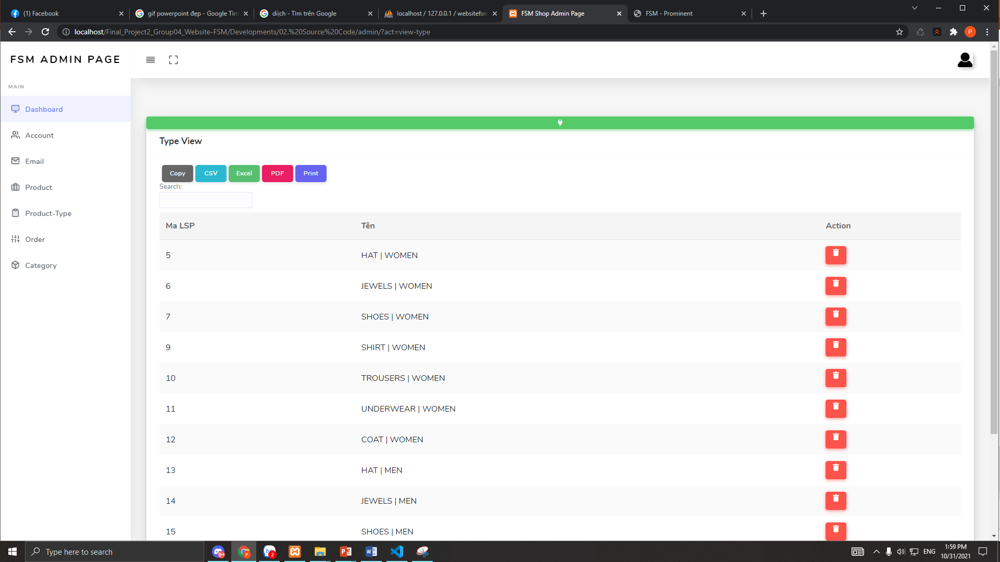 (1) Facebook
gif powerpoint đẹp - Google Tìm
diịch - Tìm trên Google
localhost / 127.0.0.1 / websitefsm
FSM Shop Admin Page
FSM - Prominent
localhost/Final_Project2_Group04_Website-FSM/Developments/02.%20Source%20Code/admin/?act=view-type
P
FSM ADMIN PAGE
MAIN
Dashboard
Account
Email
Product
Product-Type
Order
Category
Type View
Copy
CSV
Excel
PDF
Print
Search:
Ma LSP Tên Action
5 HAT | WOMEN
6 JEWELS | WOMEN
7 SHOES | WOMEN
9 SHIRT | WOMEN
10 TROUSERS | WOMEN
11 UNDERWEAR | WOMEN
12 COAT | WOMEN
13 HAT | MEN
14 JEWELS | MEN
15 SHOES | MEN
Type here to search
9+
P
2
ENG
1:59 PM
10/31/2021